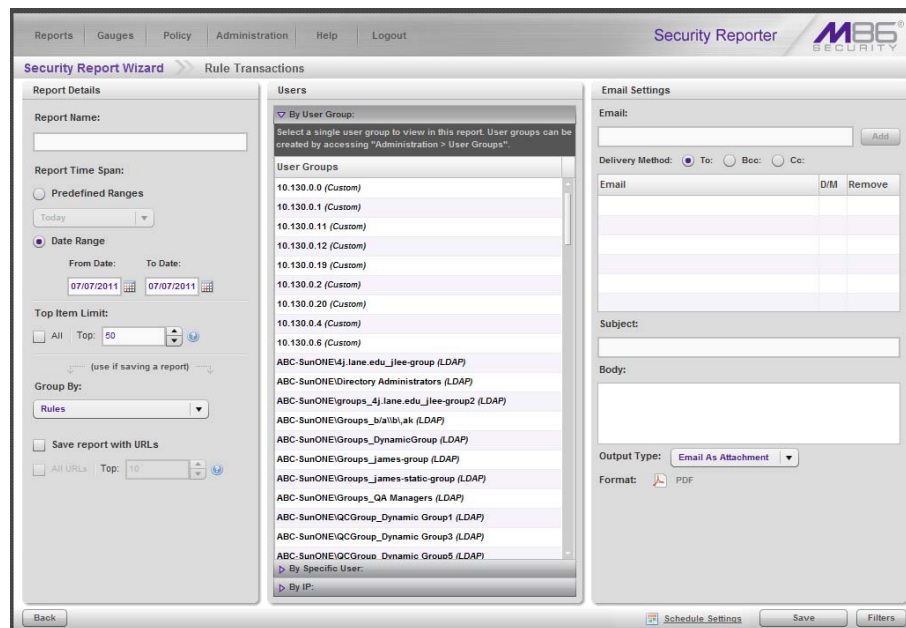 Reports Gauges Policy Administration Help Logout
Security Reporter
M86 SECURITY
Security Report Wizard Rule Transactions
Report Details
Report Name:
Report Time Span:
Predefined Ranges
Today
Date Range
From Date: To Date:
07/07/2011 07/07/2011
Top Item Limit:
All Top: 50
(use if saving a report)
Group By:
Rules
Save report with URLs
All URLs Top: 10
Users
By User Group:
Select a single user group to view in this report. User groups can be
created by accessing "Administration > User Groups".
User Groups
10.130.0.0 (Custom)
10.130.0.1 (Custom)
10.130.0.11 (Custom)
10.130.0.12 (Custom)
10.130.0.19 (Custom)
10.130.0.2 (Custom)
10.130.0.20 (Custom)
10.130.0.4 (Custom)
10.130.0.6 (Custom)
ABC-SunONE\4j.lane.edu_jlee-group (LDAP)
ABC-SunONE\Directory Administrators (LDAP)
ABC-SunONE\groups_4j.lane.edu_jlee-group2 (LDAP)
ABC-SunONE\Groups_b/a\\b\,ak (LDAP)
ABC-SunONE\Groups_DynamicGroup (LDAP)
ABC-SunONE\Groups_james-group (LDAP)
ABC-SunONE\Groups_james-static-group (LDAP)
ABC-SunONE\Groups_QA Managers (LDAP)
ABC-SunONE\QCGroup_Dynamic Group1 (LDAP)
ABC-SunONE\QCGroup_Dynamic Group3 (LDAP)
ABC-SunONE\QCGroup_Dynamic Group5 (LDAP)
By Specific User:
By IP:
Email Settings
Email:
Add
Delivery Method: To: Bcc: Cc:
Email D/M Remove
Subject:
Body:
Output Type: Email As Attachment
Format: PDF
Back Schedule Settings Save Filters